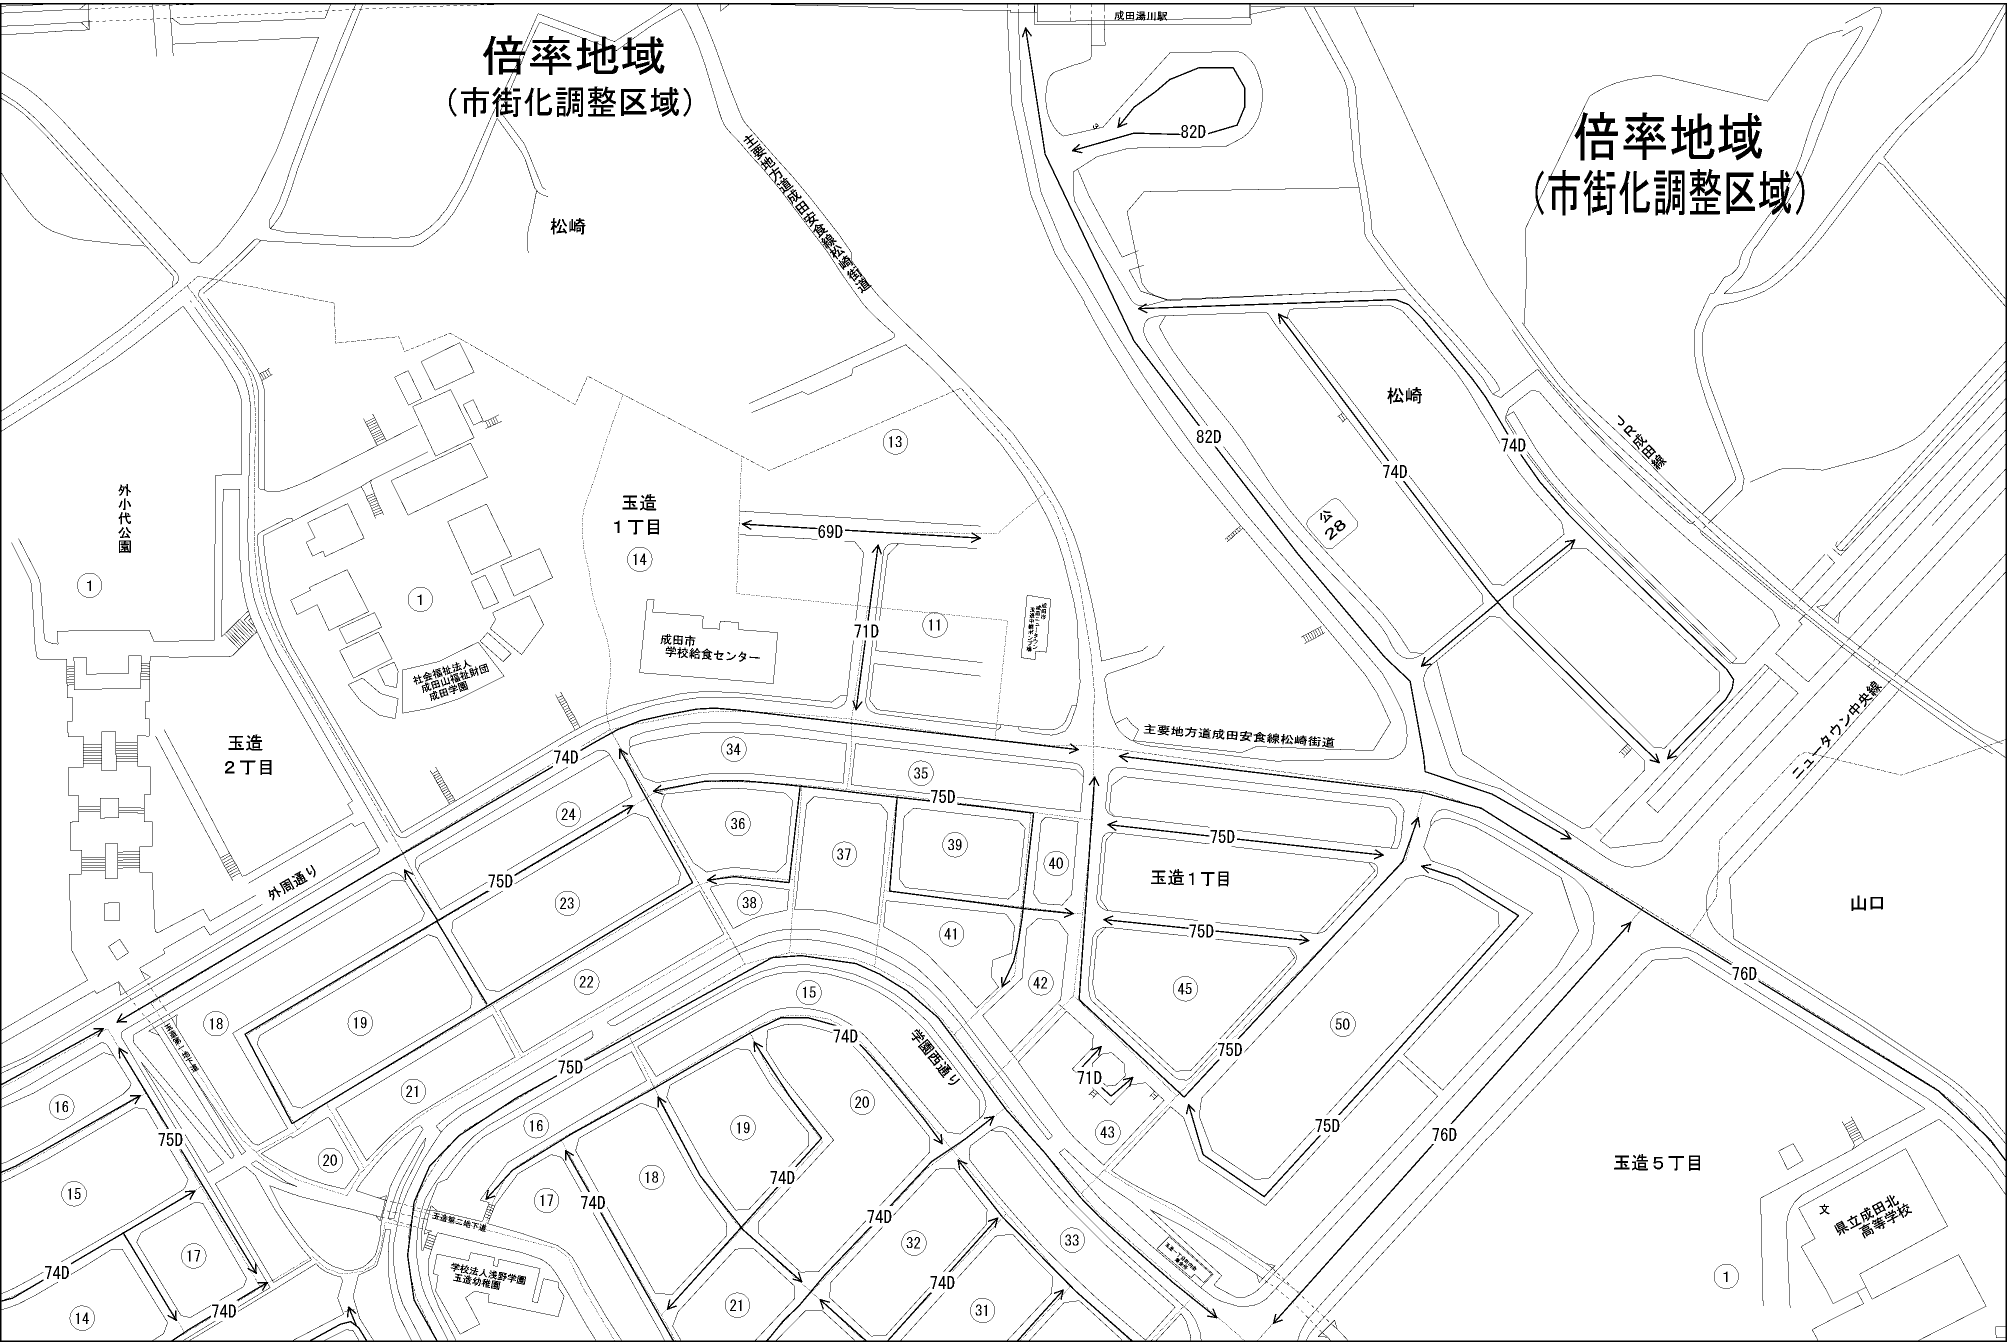 成田湯川駅
倍率地域
（市街化調整区域）
倍率地域
（市街化調整区域）
82D
主要地方道成田安食線松崎街道
松崎
松崎
82D
74D
74D
JR成田線
13
公
28
外小代公園
玉造
1丁目
69D
14
1
1
11
71D
成田市
学校給食センター
社会福祉法人
成田山福祉財団
成田学園
ニュータウン中央線
主要地方道成田安食線松崎街道
玉造
2丁目
34
74D
35
75D
24
36
37
39
40
75D
外周通り
75D
玉造1丁目
23
38
山口
41
75D
76D
22
42
45
15
18
19
50
学園西通り
74D
75D
75D
71D
21
16
20
19
16
43
75D
75D
76D
20
玉造5丁目
18
74D
15
17
74D
74D
文
県立成田北
高等学校
玉造第二地下道
32
33
17
74D
学校法人浅野学園
玉造幼稚園
74D
1
14
74D
21
31